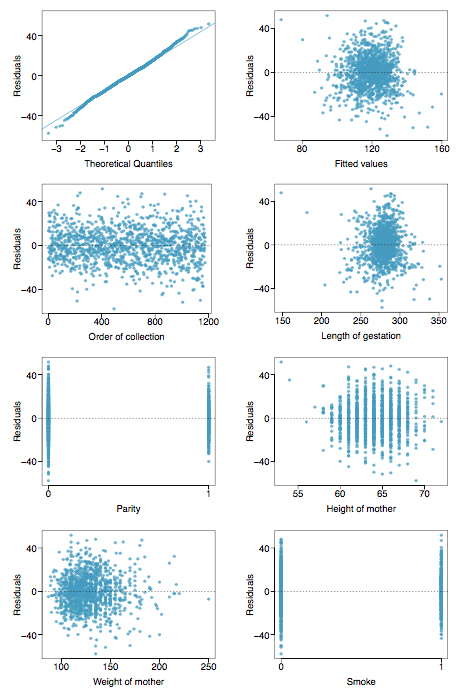 Residuals
40
0
−40
−3 −2 −1 0 1 2 3
Theoretical Quantiles
Residuals
40
0
−40
80 100 120 140 160
Fitted values
Residuals
40
0
−40
0 400 800 1200
Order of collection
Residuals
40
0
−40
150 200 250 300 350
Length of gestation
Residuals
40
0
−40
0 1
Parity
Residuals
40
0
−40
55 60 65 70
Height of mother
Residuals
40
0
−40
100 150 200 250
Weight of mother
Residuals
40
0
−40
0 1
Smoke